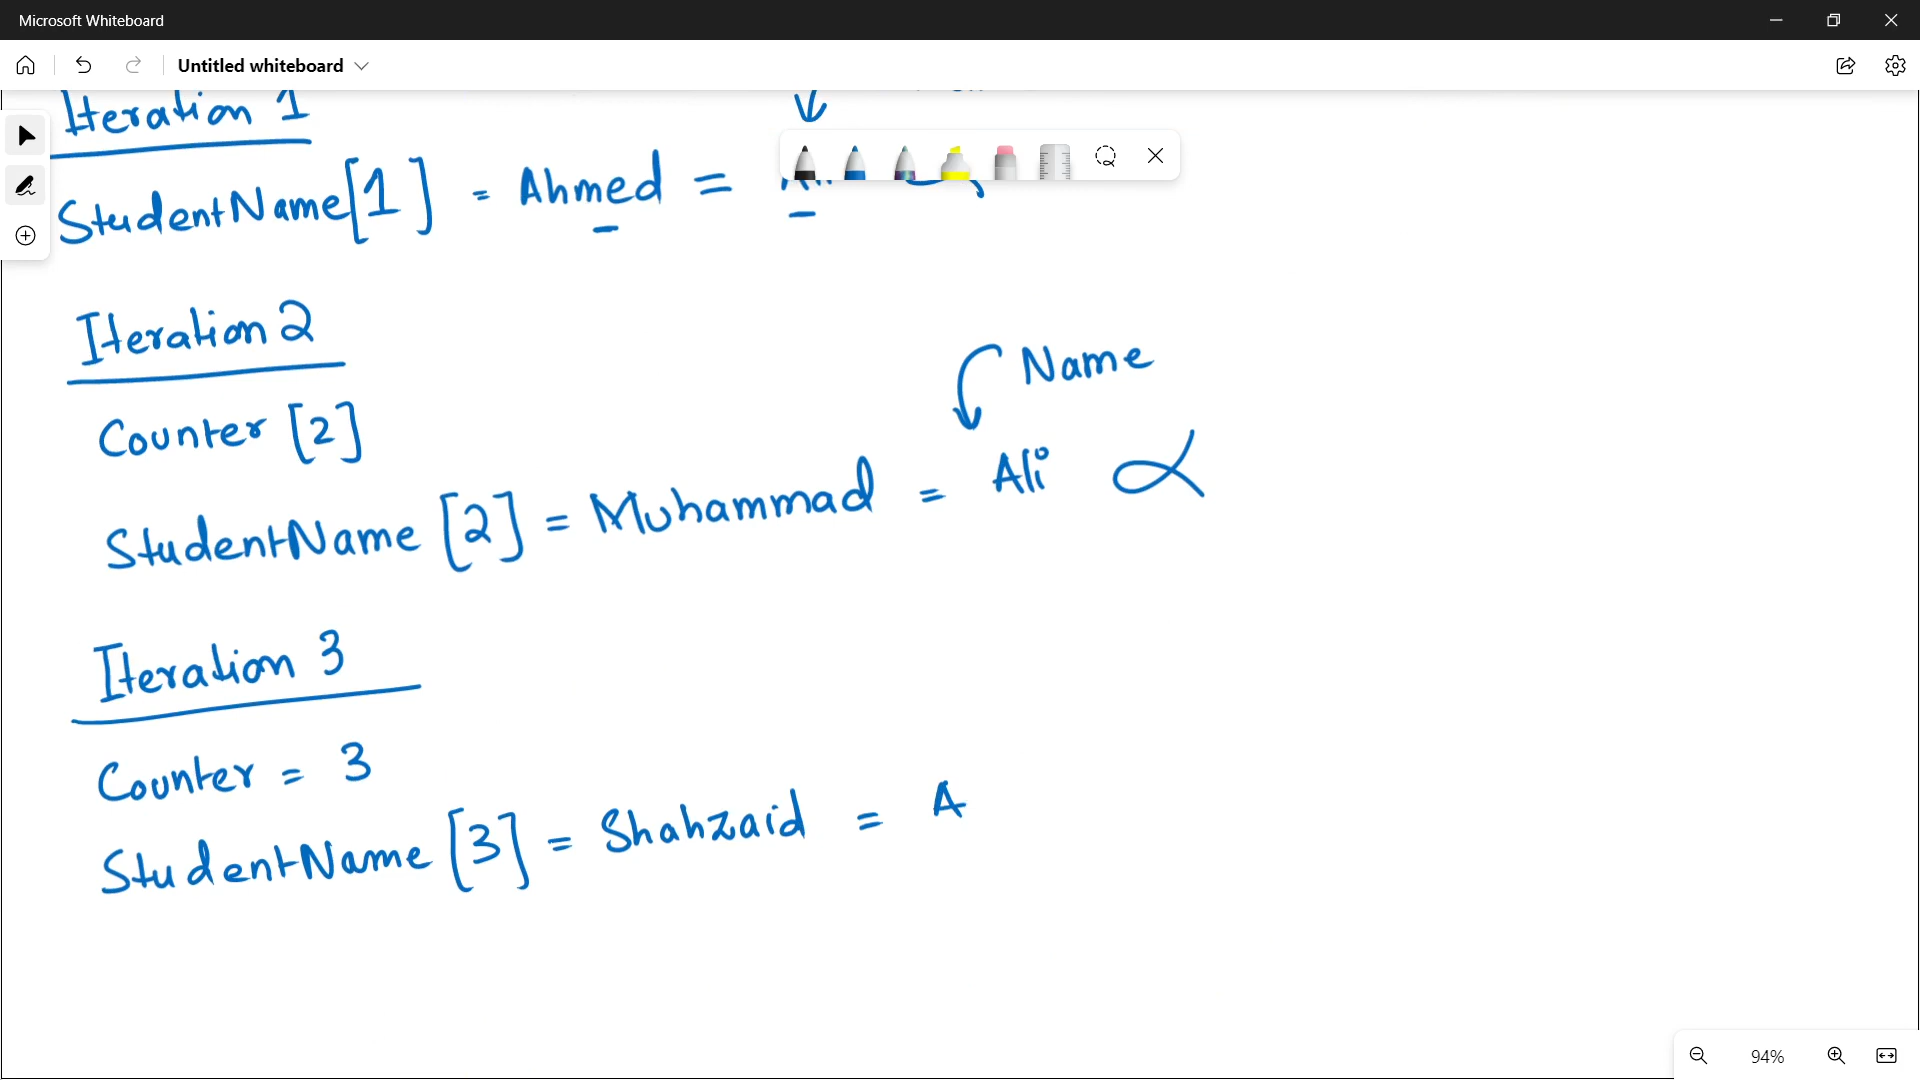 Microsoft Whiteboard
Untitled whiteboard
Iteration 1
StudentName[1] = Ahmed =
Iteration 2
Name
Counter [2]
StudentName [2] = Muhammad = Ali
Iteration 3
Counter = 3
StudentName [3] = Shahzaid = A
94%